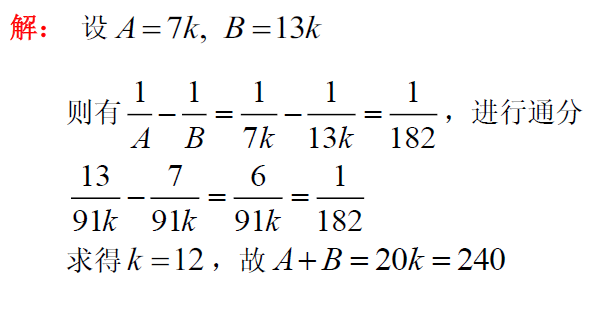 解： 设 A = 7k, B = 13k
则有 1/A − 1/B = 1/7k − 1/13k = 1/182 ，进行通分
13/91k − 7/91k = 6/91k = 1/182
求得 k = 12 ，故 A + B = 20k = 240